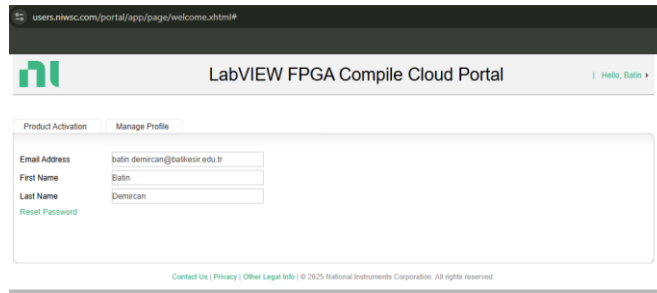 users.niwsc.com/portal/app/page/welcome.xhtml#
ni
LabVIEW FPGA Compile Cloud Portal
| Hello, Batin
Product Activation Manage Profile
Email Address batin.demircan@balikesir.edu.tr
First Name Batin
Last Name Demircan
Reset Password
Contact Us | Privacy | Other Legal Info | © 2025 National Instruments Corporation. All rights reserved.